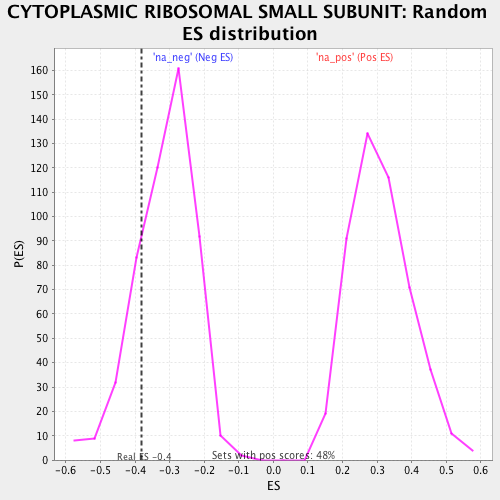 CYTOPLASMIC RIBOSOMAL SMALL SUBUNIT: Random
ES distribution
'na_neg' (Neg ES)
'na_pos' (Pos ES)
160
150
140
130
120
110
100
90
80
70
60
50
40
30
20
10
0
P(ES)
Real ES -0.4
Sets with pos scores: 48%
-0.6 -0.5 -0.4 -0.3 -0.2 -0.1 0.0 0.1 0.2 0.3 0.4 0.5 0.6
ES